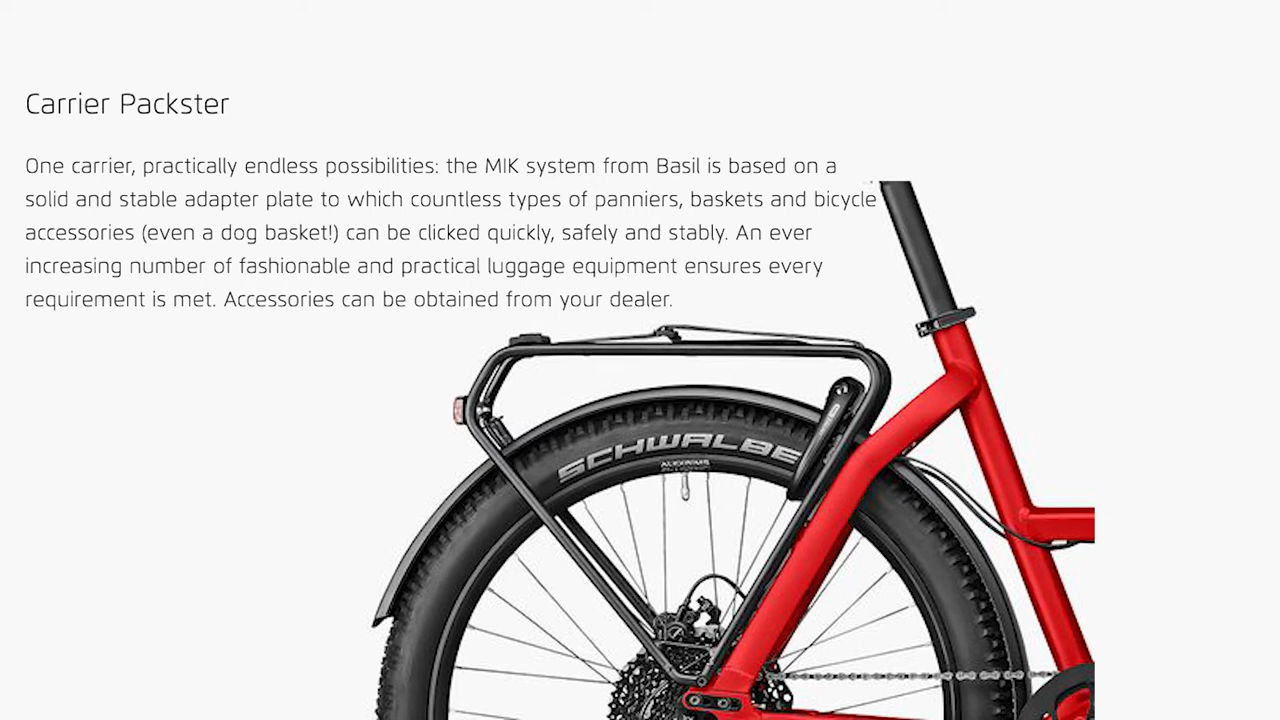 Carrier Packster
One carrier, practically endless possibilities: the MIK system from Basil is based on a
solid and stable adapter plate to which countless types of panniers, baskets and bicycle
accessories (even a dog basket!) can be clicked quickly, safely and stably. An ever
increasing number of fashionable and practical luggage equipment ensures every
requirement is met. Accessories can be obtained from your dealer.
SCHWALBE